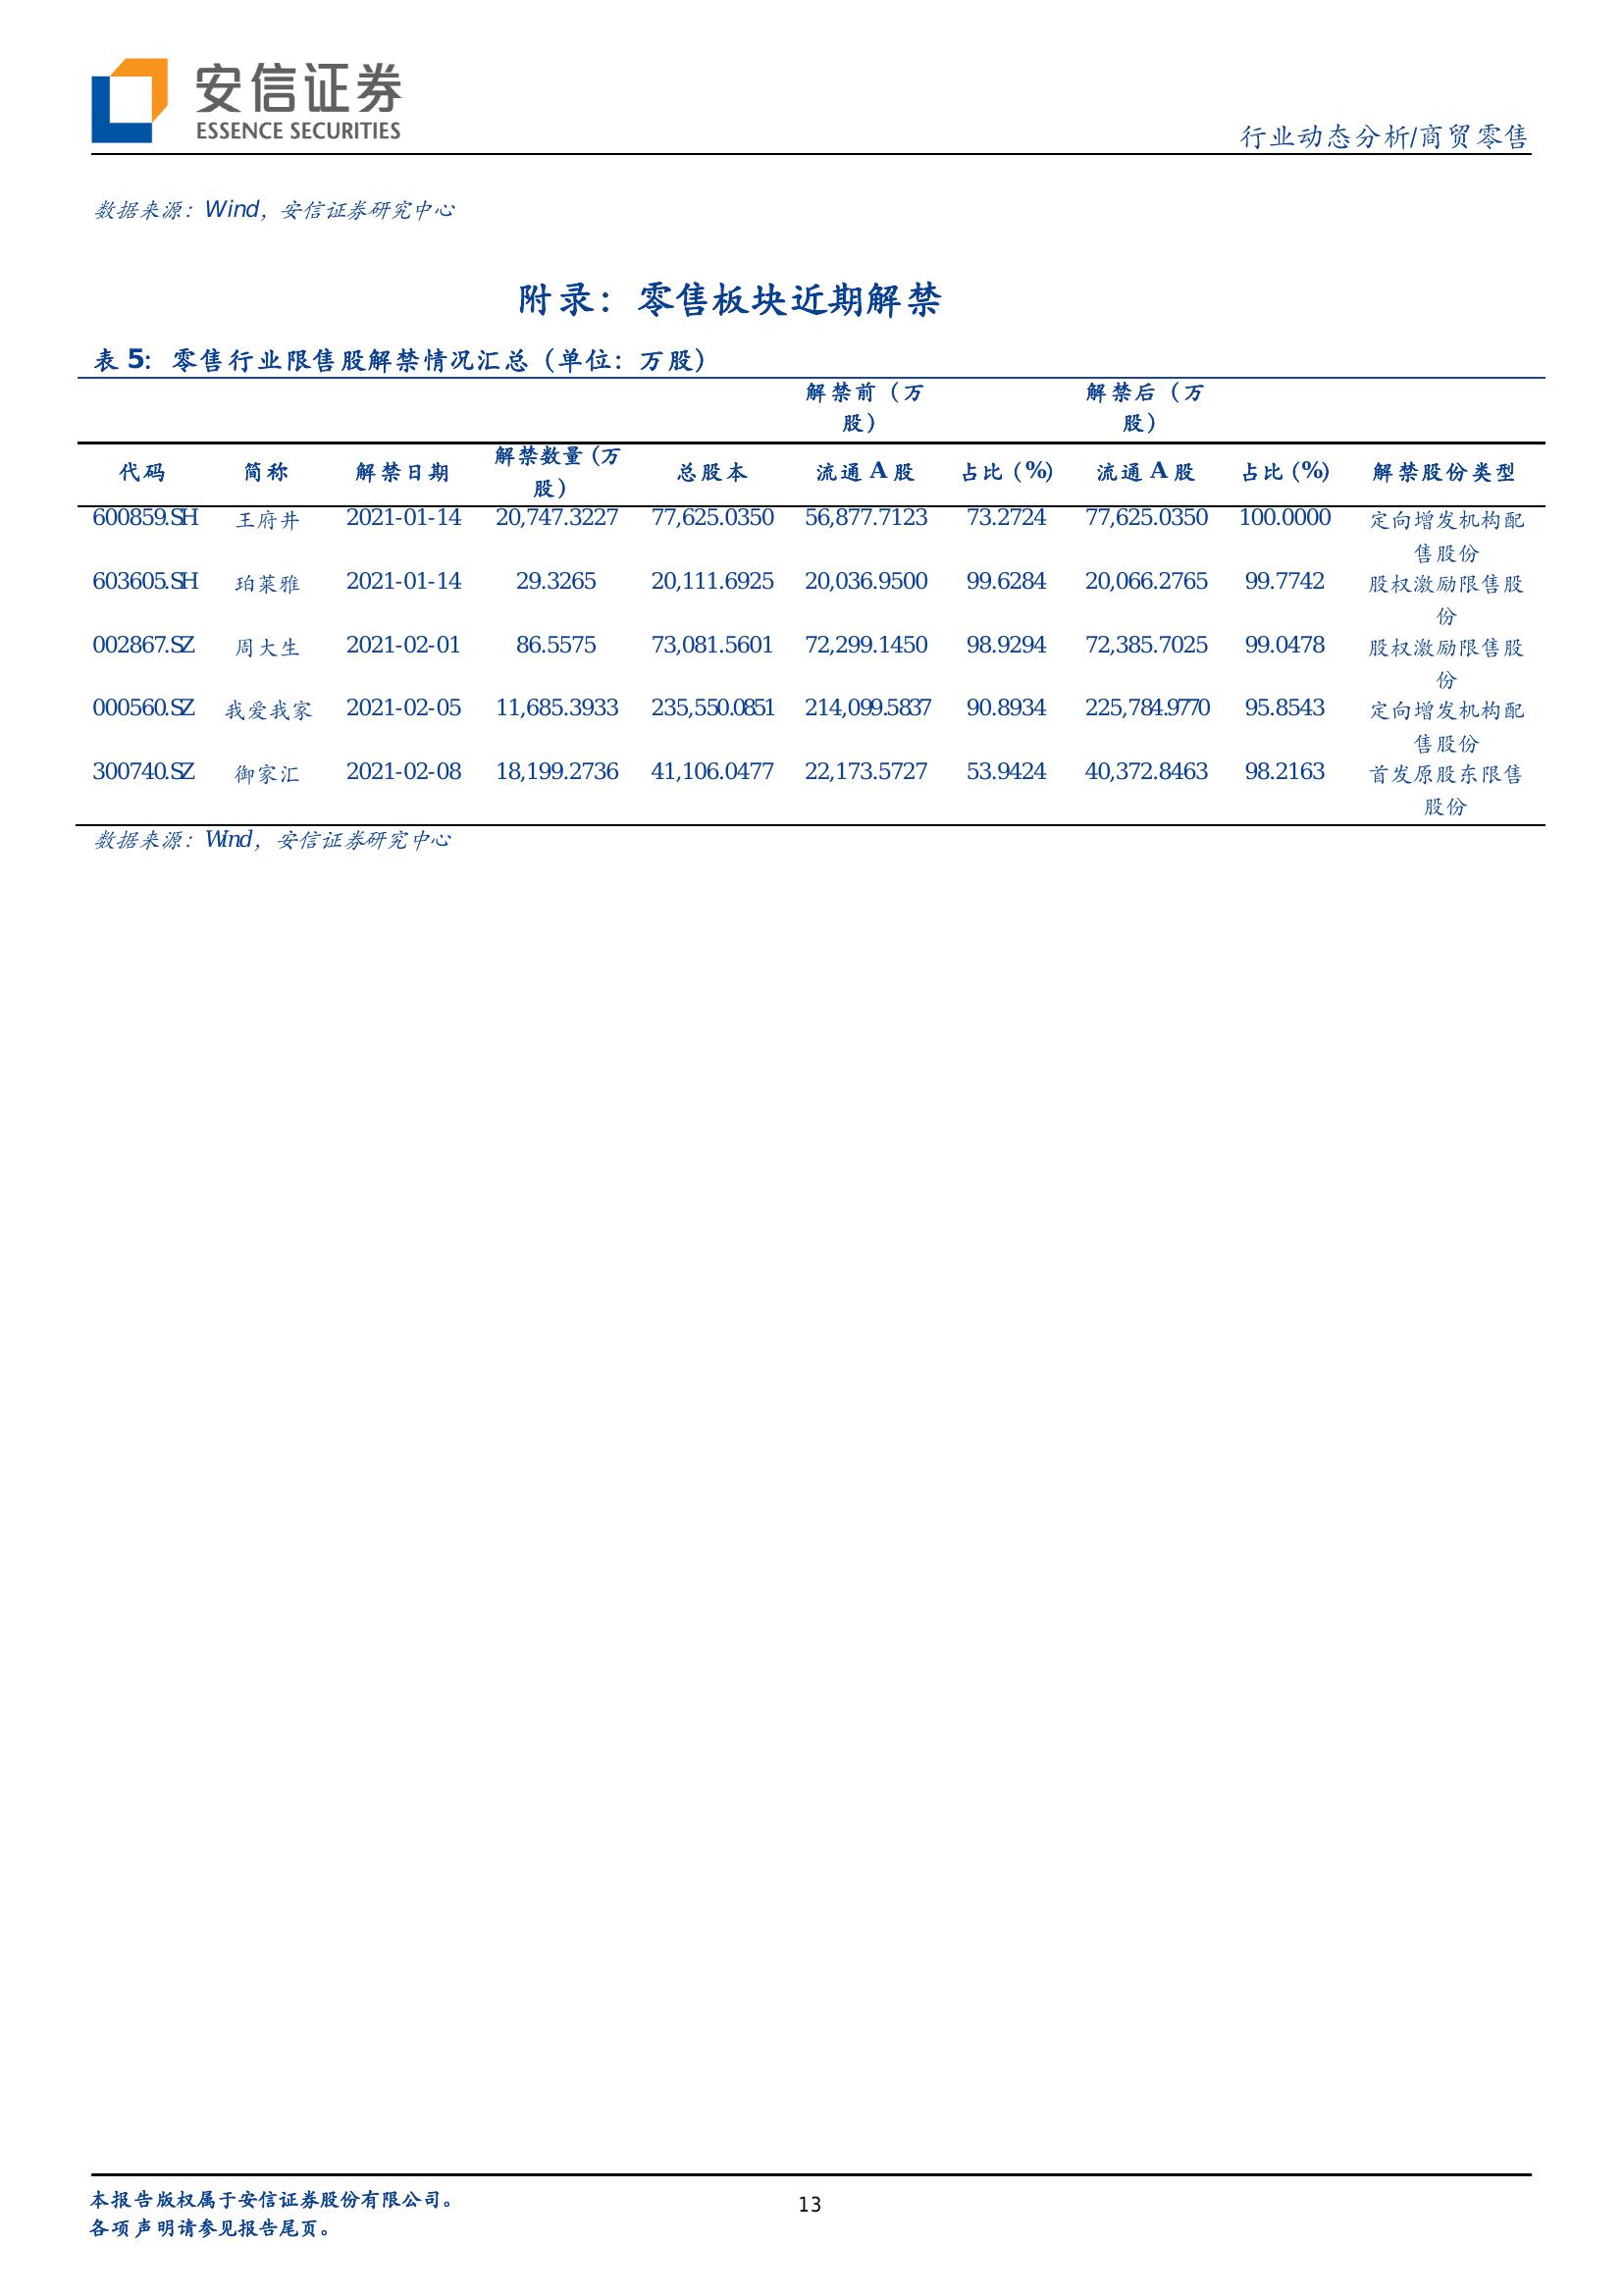 安信证券
ESSENCE SECURITIES
行业动态分析/商贸零售
数据来源：Wind，安信证券研究中心
附录：零售板块近期解禁
表 5：零售行业限售股解禁情况汇总（单位：万股）
解禁前（万 解禁后（万
股） 股）
代码 简称 解禁日期 解禁数量(万 总股本 流通 A 股 占比 (%) 流通 A 股 占比 (%) 解禁股份类型
股)
600859.SH 王府井 2021-01-14 20,747.3227 77,625.0350 56,877.7123 73.2724 77,625.0350 100.0000 定向增发机构配
售股份
603605.SH 珀莱雅 2021-01-14 29.3265 20,111.6925 20,036.9500 99.6284 20,066.2765 99.7742 股权激励限售股
份
002867.SZ 周大生 2021-02-01 86.5575 73,081.5601 72,299.1450 98.9294 72,385.7025 99.0478 股权激励限售股
份
000560.SZ 我爱我家 2021-02-05 11,685.3933 235,550.0851 214,099.5837 90.8934 225,784.9770 95.8543 定向增发机构配
售股份
300740.SZ 御家汇 2021-02-08 18,199.2736 41,106.0477 22,173.5727 53.9424 40,372.8463 98.2163 首发原股东限售
股份
数据来源：Wind，安信证券研究中心
本报告版权属于安信证券股份有限公司。
各项声明请参见报告尾页。
13